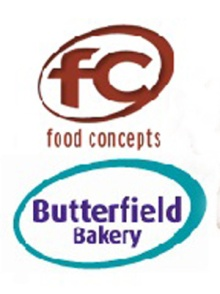 fc
food concepts
Butterfield
Bakery